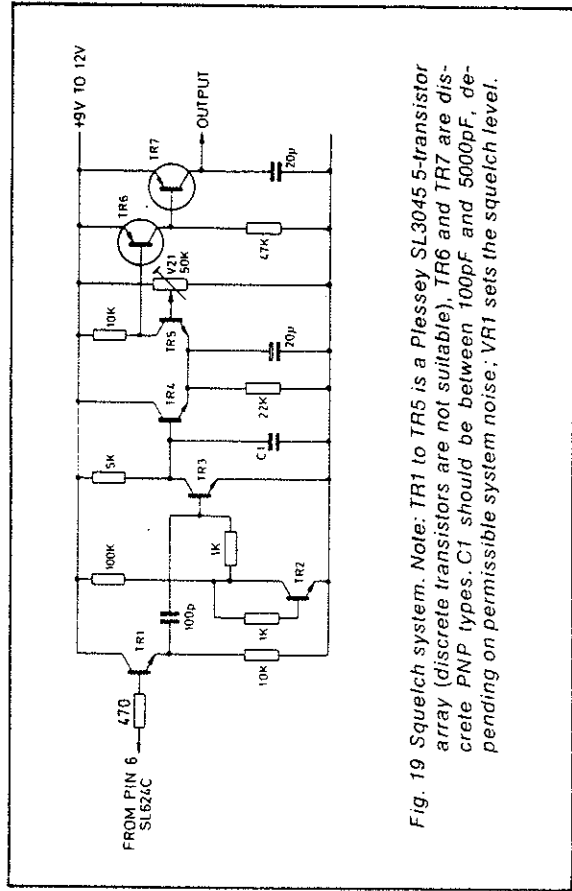 +9V TO 12V
FROM PIN 6
SL624C
470
TR1
10K
100p
100K
1K
1K
TR2
TR3
5K
C1
TR4
22K
20µ
10K
TR5
V21
50K
TR6
47K
TR7
20µ
OUTPUT
Fig. 19 Squelch system. Note: TR1 to TR5 is a Plessey SL3045 5-transistor
array (discrete transistors are not suitable), TR6 and TR7 are dis-
crete PNP types. C1 should be between 100pF and 5000pF, de-
pending on permissible system noise; VR1 sets the squelch level.